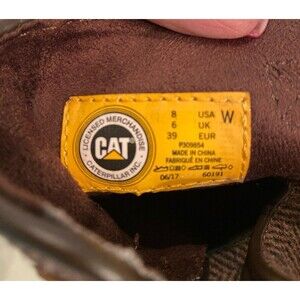 LICENSED MERCHANDISE
CAT
CATERPILLAR INC.
8 USA W
6 UK
39 EUR
P309854
MADE IN CHINA
FABRIQUÉ EN CHINE
06/17 60191